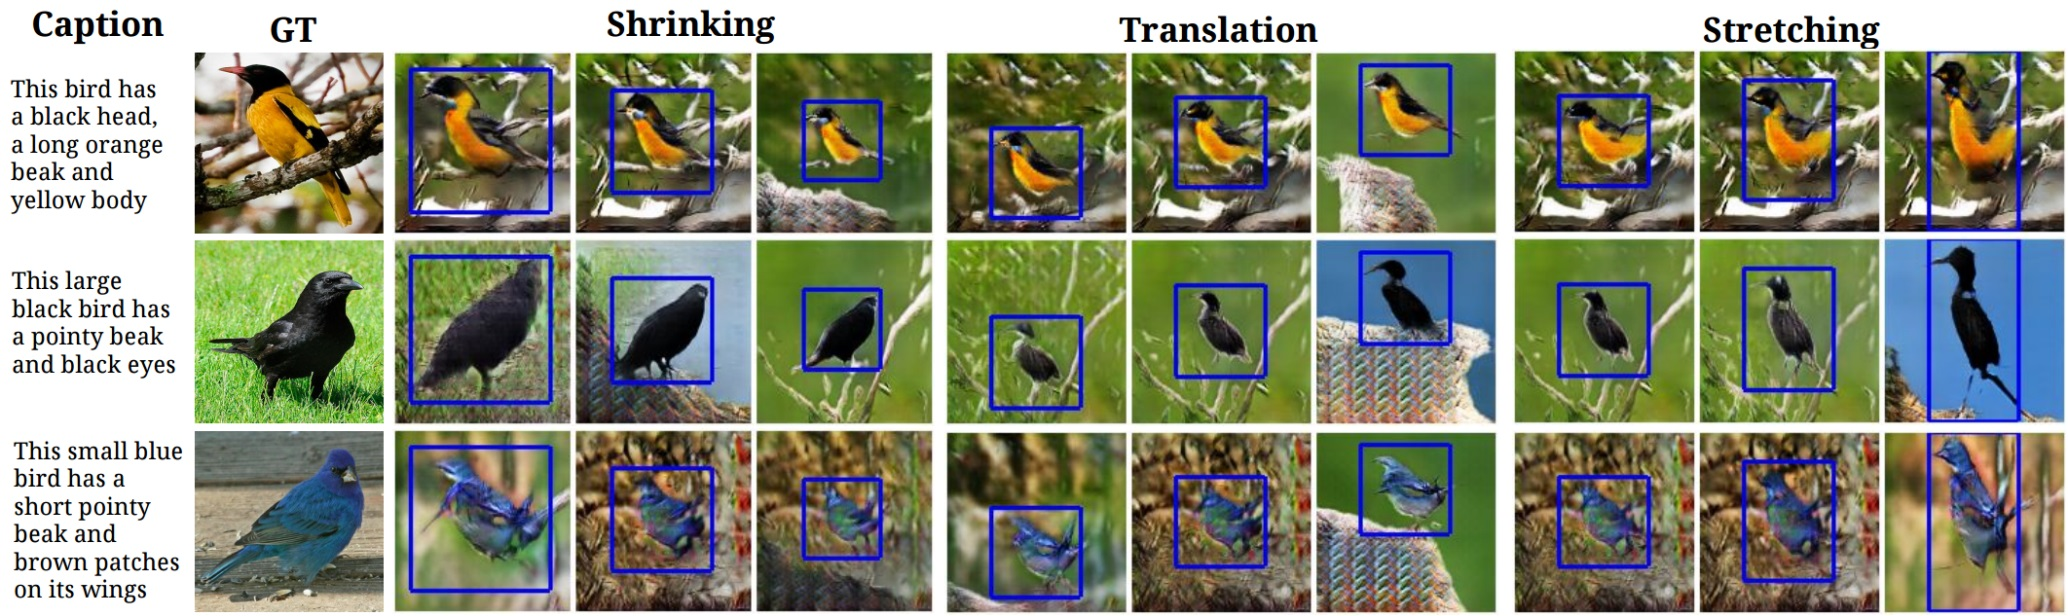 Caption GT Shrinking Translation Stretching
This bird has
a black head,
a long orange
beak and
yellow body
This large
black bird has
a pointy beak
and black eyes
This small blue
bird has a
short pointy
beak and
brown patches
on its wings